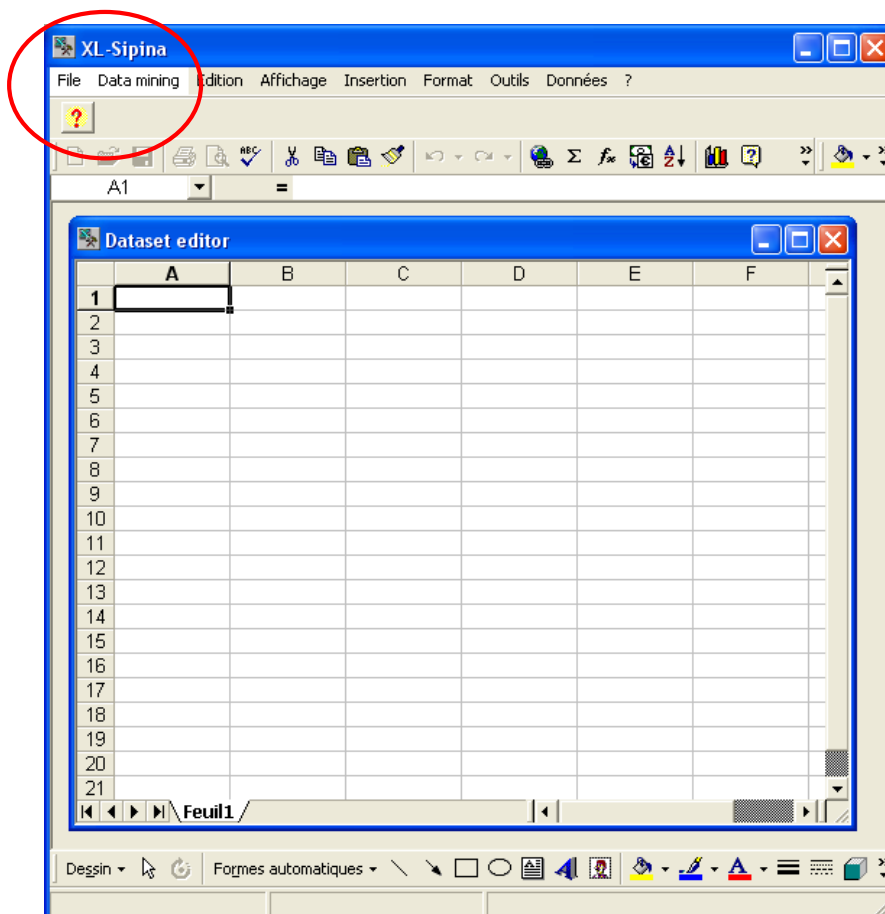 XL-Sipina
File Data mining Edition Affichage Insertion Format Outils Données ?
?
ABC Σ fx € A Z ? »
A1 =
Dataset editor
A B C D E F
1
2
3
4
5
6
7
8
9
10
11
12
13
14
15
16
17
18
19
20
21
Feuil1
Dessin Formes automatiques A A »